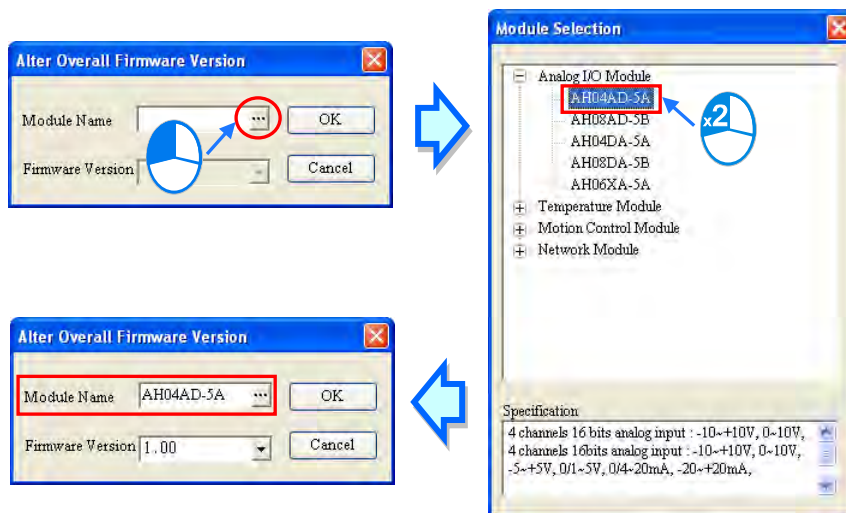 Alter Overall Firmware Version
Module Name
...
OK
Firmware Version
Cancel
Module Selection
Analog I/O Module
AH04AD-5A
AH08AD-5B
AH04DA-5A
AH08DA-5B
AH06XA-5A
Temperature Module
Motion Control Module
Network Module
x2
Specification
4 channels 16 bits analog input : -10~+10V, 0~10V,
4 channels 16bits analog input : -10~+10V, 0~10V,
-5~+5V, 0/1~5V, 0/4~20mA, -20~+20mA,
Alter Overall Firmware Version
Module Name AH04AD-5A ...
OK
Firmware Version 1.00
Cancel